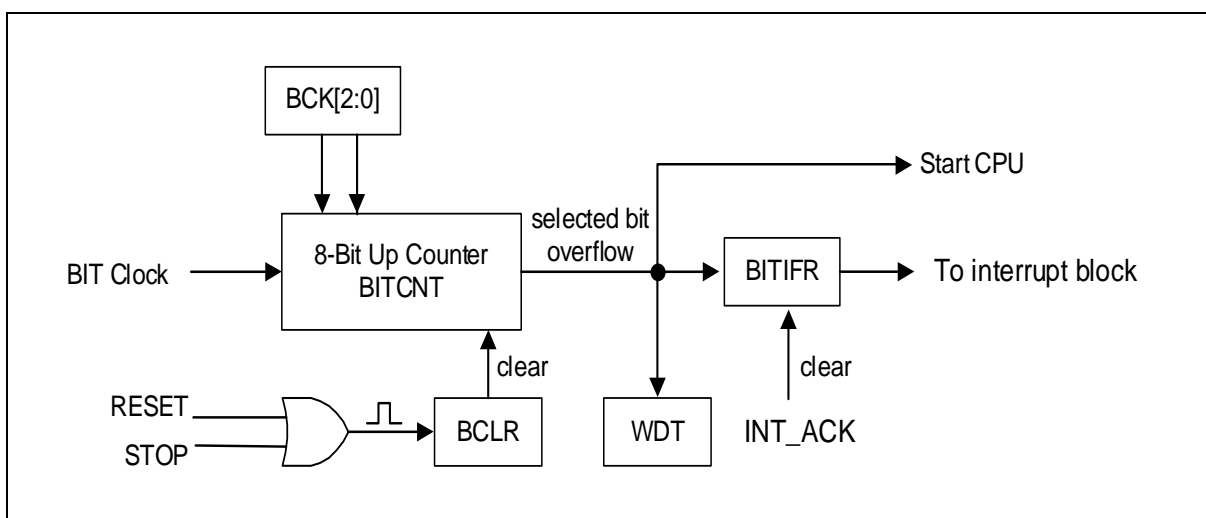 BCK[2:0]
Start CPU
selected bit
overflow
8-Bit Up Counter
BITCNT
BIT Clock
BITIFR
To interrupt block
clear
clear
RESET
STOP
BCLR
WDT
INT_ACK